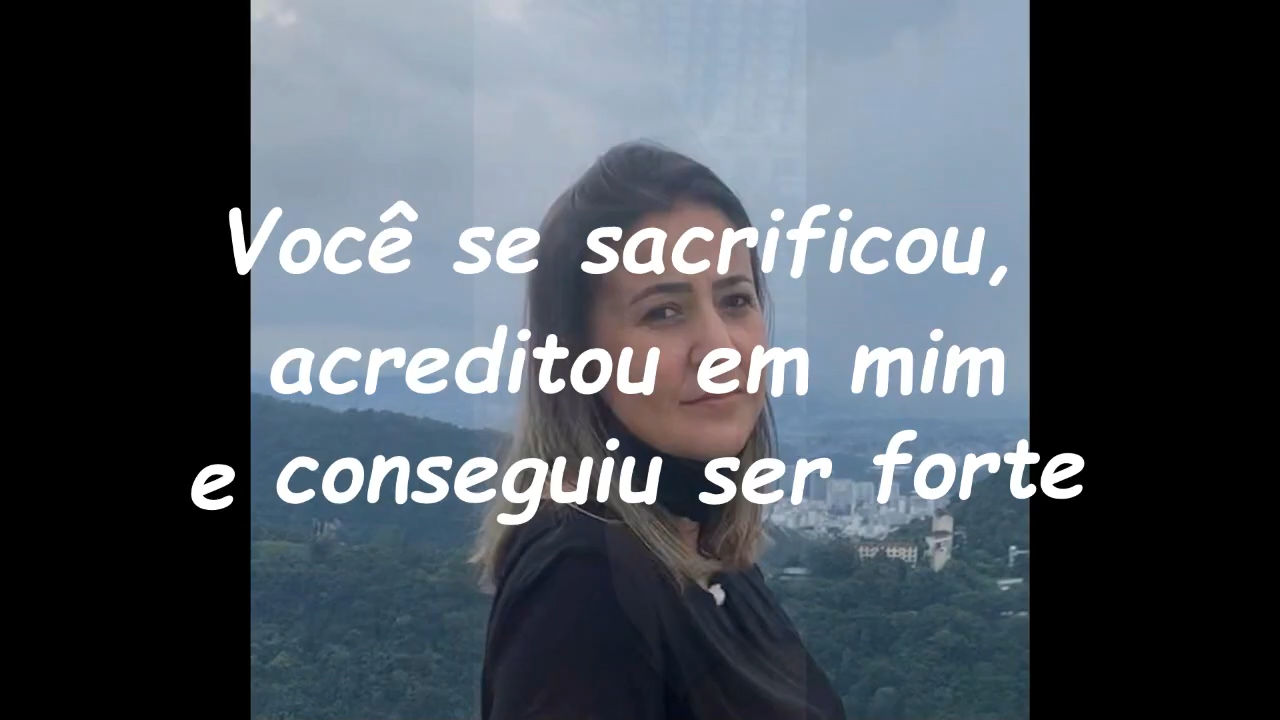 Você se sacrificou,
acreditou em mim
e conseguiu ser forte